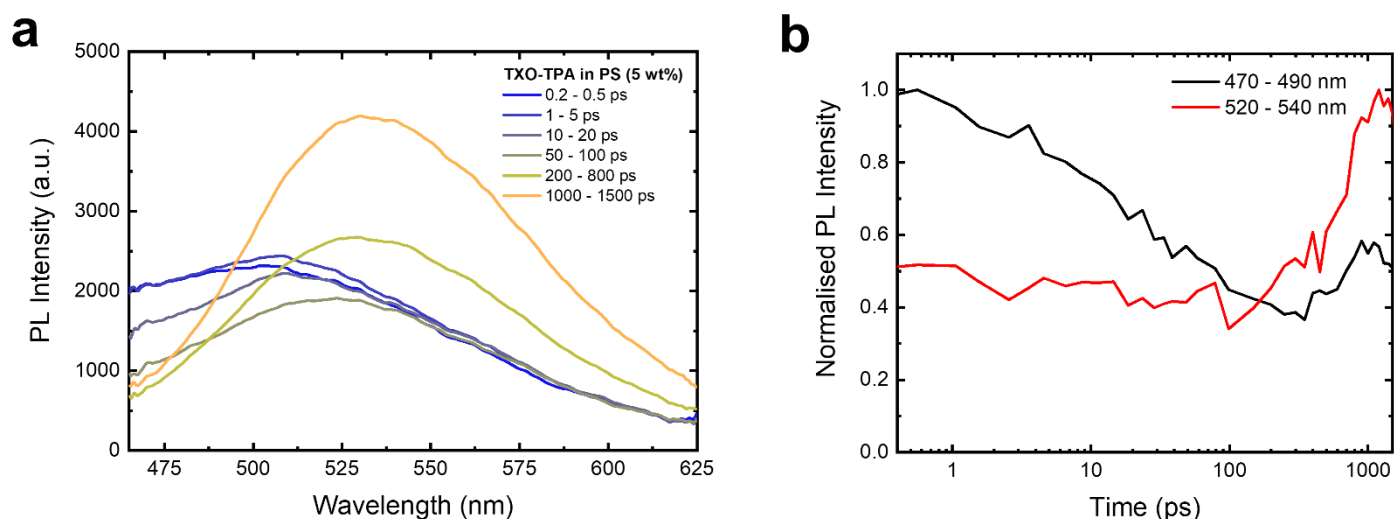 a
PL Intensity (a.u.)
5000
4000
3000
2000
1000
0
475
500
525
550
575
600
625
Wavelength (nm)
TXO-TPA in PS (5 wt%)
0.2 - 0.5 ps
1 - 5 ps
10 - 20 ps
50 - 100 ps
200 - 800 ps
1000 - 1500 ps
b
Normalised PL Intensity
1.0
0.8
0.6
0.4
0.2
0.0
1
10
100
1000
Time (ps)
470 - 490 nm
520 - 540 nm